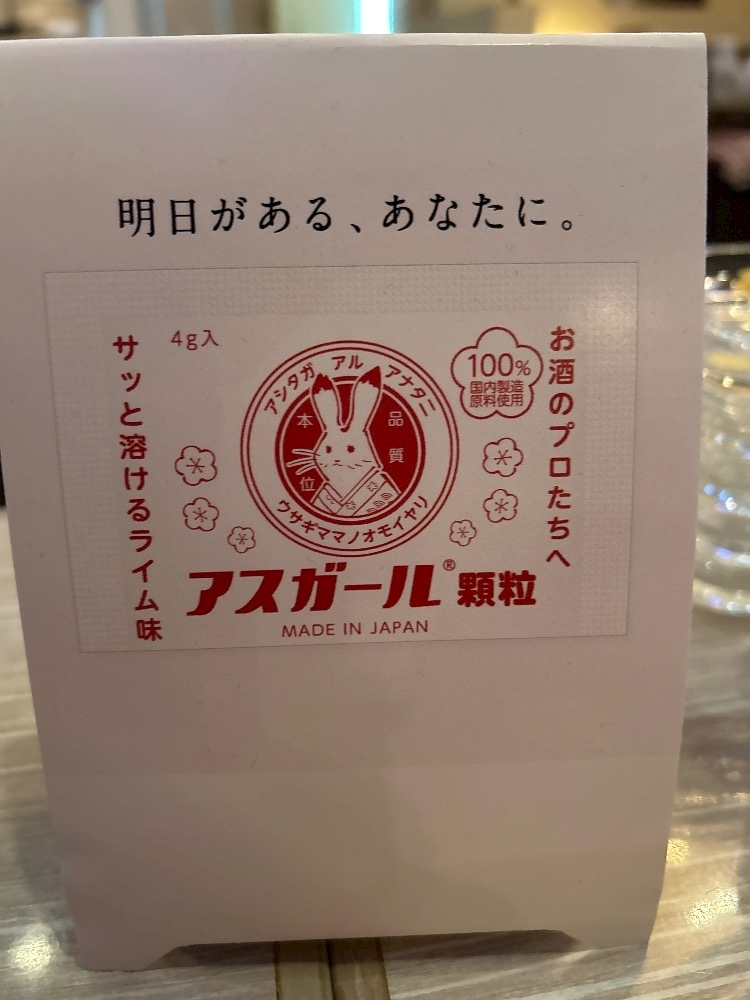 明日がある、あなたに。
お酒のプロたちへ
100%
国内製造
原料使用
4g入
サッと溶けるライム味
アシタガ アル アナタニ
品質
本位
ウサギママノオモイヤリ
アスガール® 顆粒
MADE IN JAPAN